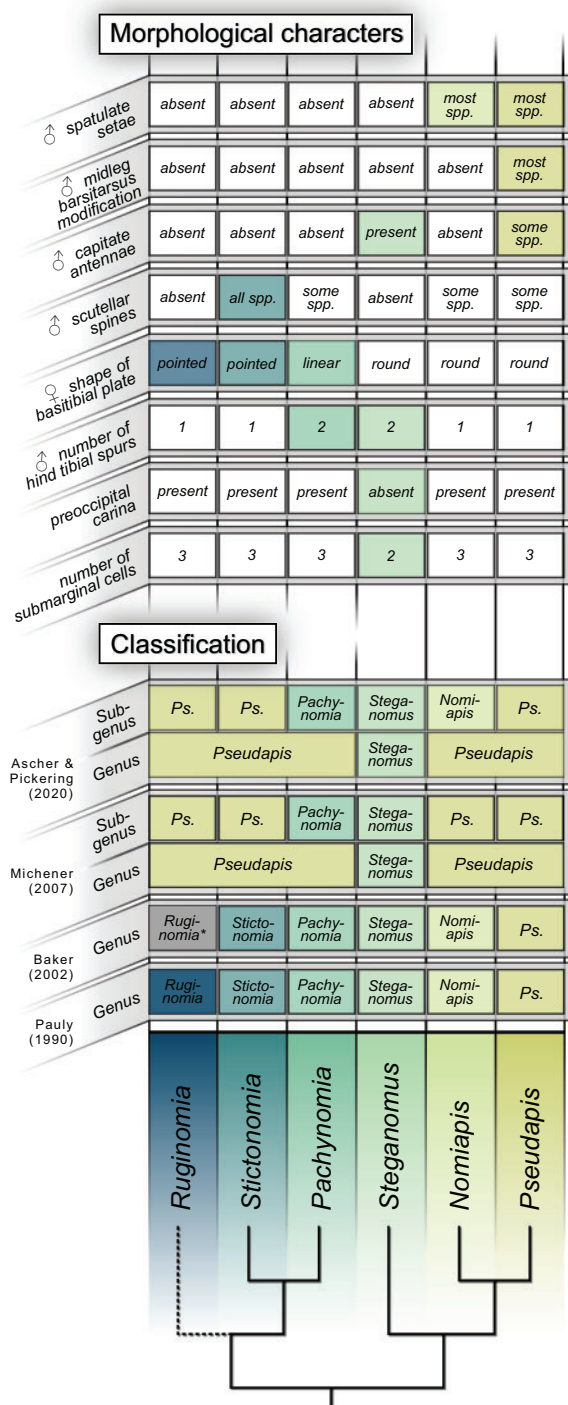 Morphological characters
♂ spatulate
setae
absent
absent
absent
absent
most
spp.
most
spp.
♂ midleg
barsitarsus
modification
absent
absent
absent
absent
absent
most
spp.
♂ capitate
antennae
absent
absent
absent
present
absent
some
spp.
♂ scutellar
spines
absent
all spp.
some
spp.
absent
some
spp.
some
spp.
♀ shape of
basitibial plate
pointed
pointed
linear
round
round
round
♂ number of
hind tibial spurs
1
1
2
2
1
1
preoccipital
carina
present
present
present
absent
present
present
number of
submarginal cells
3
3
3
2
3
3
Classification
Ascher &
Pickering
(2020)
Sub-
genus
Ps.
Ps.
Pachy-
nomia
Stega-
nomus
Nomi-
apis
Ps.
Genus
Pseudapis
Stega-
nomus
Pseudapis
Michener
(2007)
Sub-
genus
Ps.
Ps.
Pachy-
nomia
Stega-
nomus
Ps.
Ps.
Genus
Pseudapis
Stega-
nomus
Pseudapis
Baker
(2002)
Genus
Rugi-
nomia*
Sticto-
nomia
Pachy-
nomia
Stega-
nomus
Nomi-
apis
Ps.
Pauly
(1990)
Genus
Rugi-
nomia
Sticto-
nomia
Pachy-
nomia
Stega-
nomus
Nomi-
apis
Ps.
Ruginomia
Stictonomia
Pachynomia
Steganomus
Nomiapis
Pseudapis